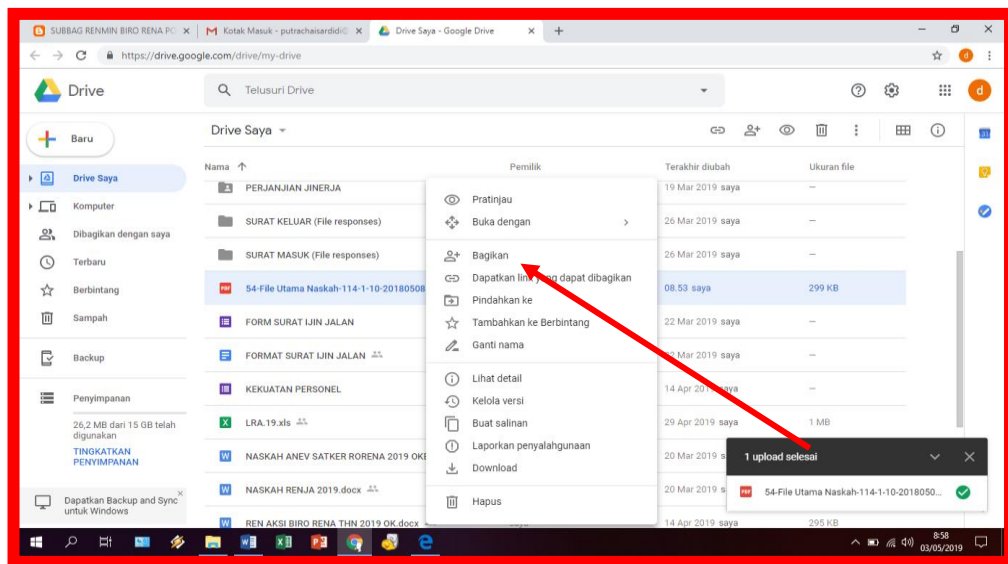 SUBBAG RENMIN BIRO RENA PO
Kotak Masuk - putrachaisardidi@
Drive Saya - Google Drive
https://drive.google.com/drive/my-drive
d
Drive
Telusuri Drive
d
Baru
Drive Saya
31
Nama
Pemilik
Terakhir diubah
Ukuran file
Drive Saya
Komputer
Dibagikan dengan saya
Terbaru
Berbintang
Sampah
Backup
Penyimpanan
26,2 MB dari 15 GB telah
digunakan
TINGKATKAN
PENYIMPANAN
Dapatkan Backup and Sync
untuk Windows
PERJANJIAN JINERJA
19 Mar 2019 saya
–
SURAT KELUAR (File responses)
26 Mar 2019 saya
–
SURAT MASUK (File responses)
26 Mar 2019 saya
–
PDF 54-File Utama Naskah-114-1-10-20180508
08.53 saya
299 KB
FORM SURAT IJIN JALAN
22 Mar 2019 saya
–
FORMAT SURAT IJIN JALAN
22 Mar 2019 saya
–
KEKUATAN PERSONEL
14 Apr 2019 saya
–
X LRA.19.xls
29 Apr 2019 saya
1 MB
W NASKAH ANEV SATKER RORENA 2019 OKE
20 Mar 2019 s
W NASKAH RENJA 2019.docx
20 Mar 2019 s
W REN AKSI BIRO RENA THN 2019 OK.docx
saya
14 Apr 2019 saya
295 KB
Pratinjau
Buka dengan
Bagikan
Dapatkan link yang dapat dibagikan
Pindahkan ke
Tambahkan ke Berbintang
Ganti nama
Lihat detail
Kelola versi
Buat salinan
Laporkan penyalahgunaan
Download
Hapus
1 upload selesai
PDF 54-File Utama Naskah-114-1-10-2018050...
8:58
03/05/2019